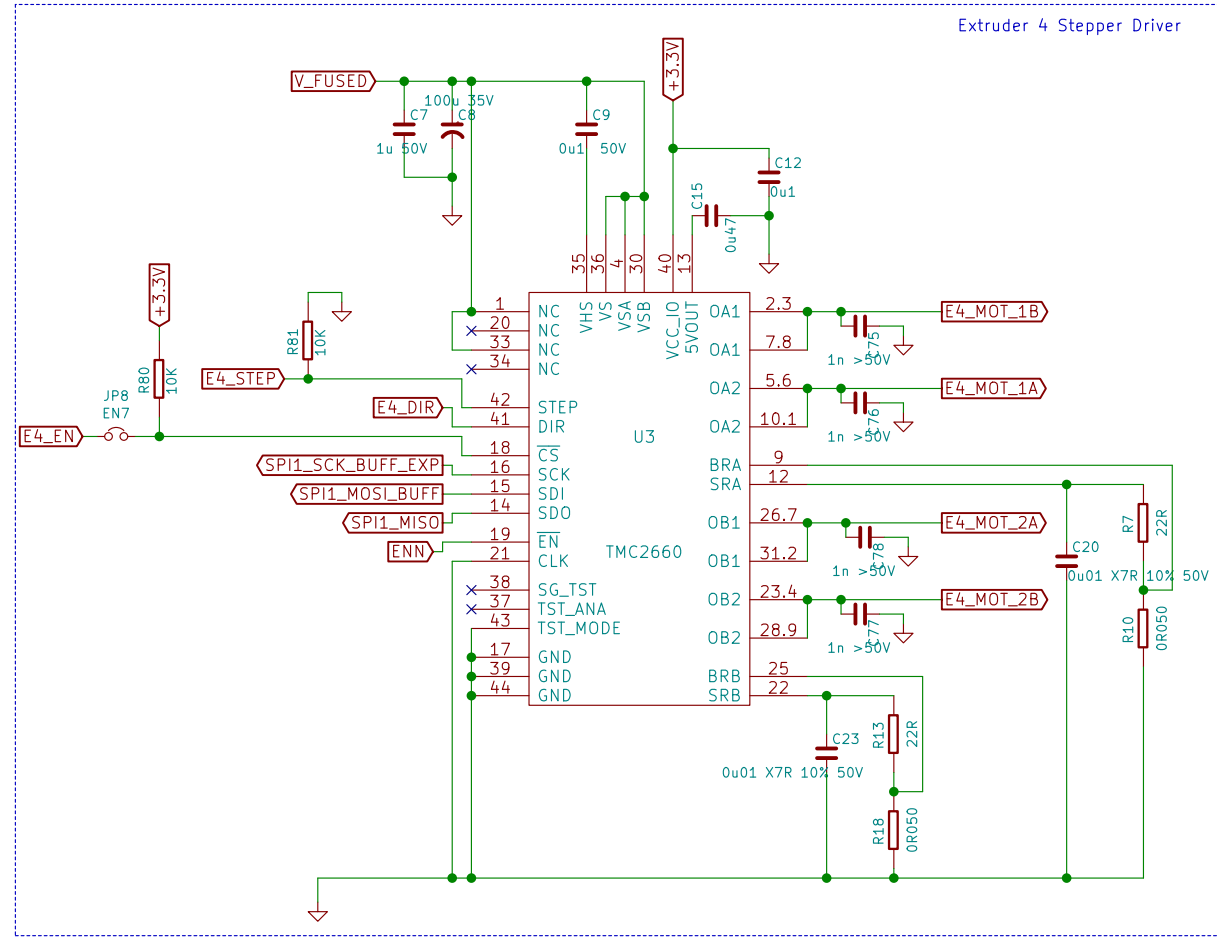 Extruder 4 Stepper Driver
V_FUSED
+3.3V
100u 35V
C7
C8
C9
1u 50V
0u1 50V
C12
0u1
C15
0u47
35
36
4
30
40
13
VHS
VS
VSA
VSB
VCC_IO
5VOUT
+3.3V
R81
10K
R80
10K
E4_STEP
JP8
EN7
E4_DIR
E4_EN
SPI1_SCK_BUFF_EXP
SPI1_MOSI_BUFF
SPI1_MISO
ENN
1 NC
20 NC
33 NC
34 NC
42 STEP
41 DIR
18 CS
16 SCK
15 SDI
14 SDO
19 EN
21 CLK
38 SG_TST
37 TST_ANA
43 TST_MODE
17 GND
39 GND
44 GND
U3
TMC2660
OA1 2.3
OA1 7.8
OA2 5.6
OA2 10.1
BRA 9
SRA 12
OB1 26.7
OB1 31.2
OB2 23.4
OB2 28.9
BRB 25
SRB 22
E4_MOT_1B
C75
1n >50V
E4_MOT_1A
C76
1n >50V
E4_MOT_2A
C78
1n >50V
E4_MOT_2B
C77
1n >50V
R7
22R
C20
0u01 X7R 10% 50V
R10
0R050
R13
22R
C23
0u01 X7R 10% 50V
R18
0R050